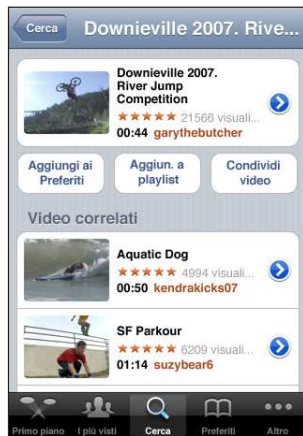 Cerca
Downieville 2007. Rive...
Downieville 2007.
River Jump
Competition
21566 visuali...
00:44 garythebutcher
Aggiungi ai
Preferiti
Aggiun. a
playlist
Condividi
video
Video correlati
Aquatic Dog
4994 visuali...
00:50 kendrakicks07
SF Parkour
6209 visuali...
01:14 suzybear6
Primo piano
I più visti
Cerca
Preferiti
Altro